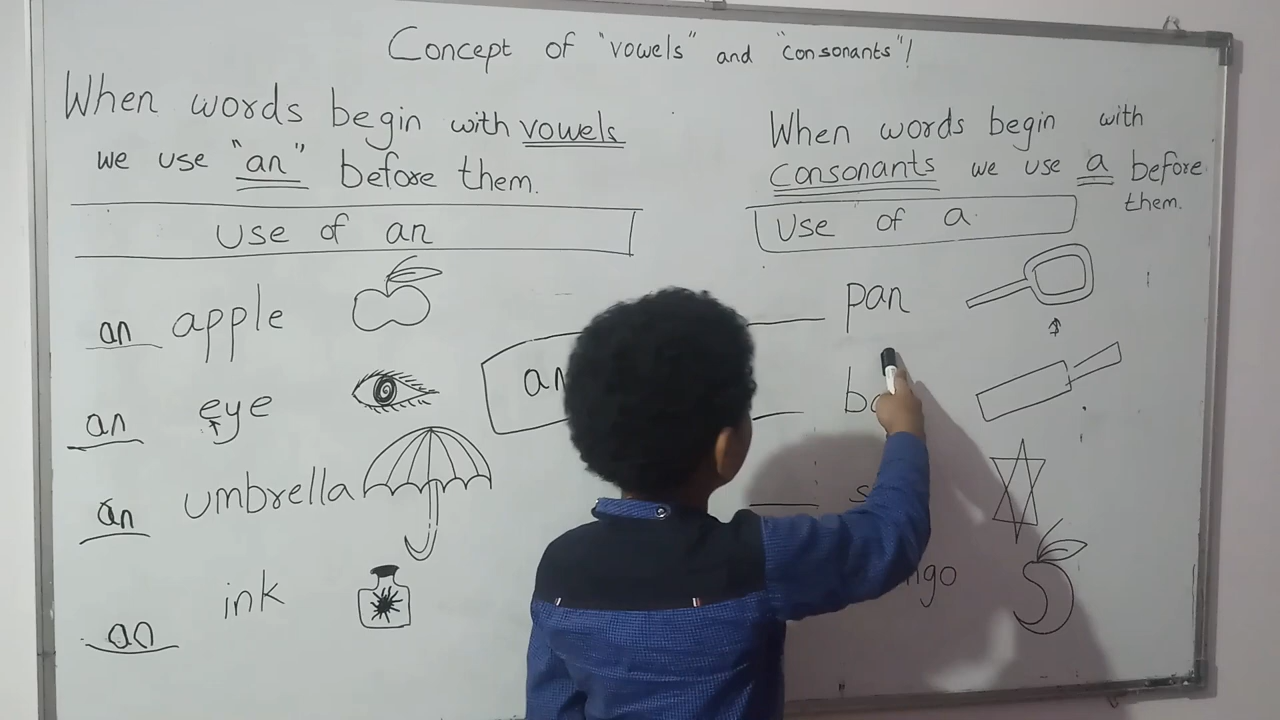 Concept of "vowels" and "consonants"!
When words begin with vowels
we use "an" before them.
Use of an
an apple
an eye
an umbrella
an ink
an
When words begin with
consonants we use a before
them.
Use of a
pan